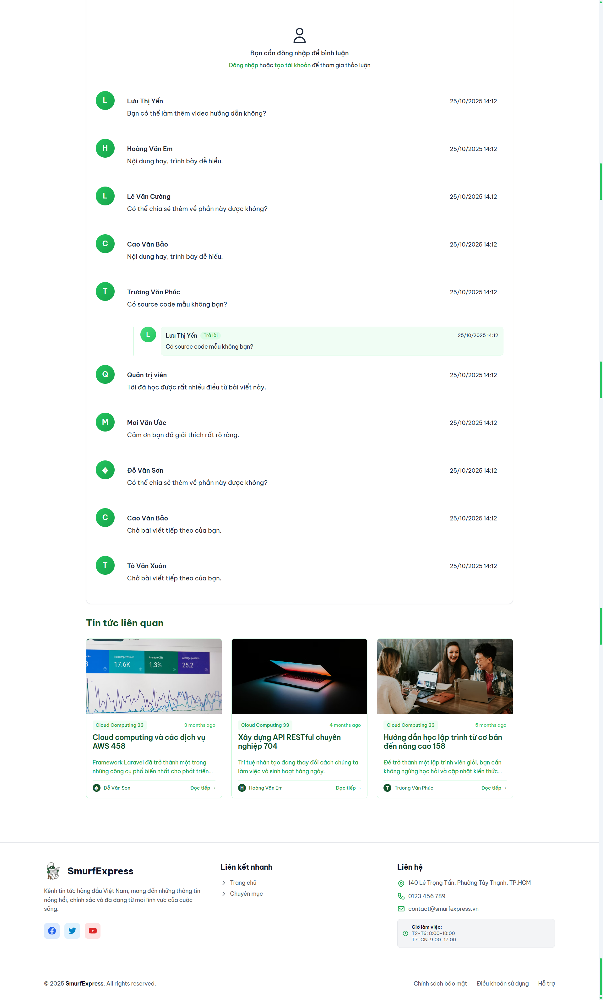 Bạn cần đăng nhập để bình luận
Đăng nhập hoặc tạo tài khoản để tham gia thảo luận
L
Lưu Thị Yến
25/10/2025 14:12
Bạn có thể làm thêm video hướng dẫn không?
H
Hoàng Văn Em
25/10/2025 14:12
Nội dung hay, trình bày dễ hiểu.
L
Lê Văn Cường
25/10/2025 14:12
Có thể chia sẻ thêm về phần này được không?
C
Cao Văn Bảo
25/10/2025 14:12
Nội dung hay, trình bày dễ hiểu.
T
Trương Văn Phúc
25/10/2025 14:12
Có source code mẫu không bạn?
L
Lưu Thị Yến Trả lời
25/10/2025 14:12
Có source code mẫu không bạn?
Q
Quản trị viên
25/10/2025 14:12
Tôi đã học được rất nhiều điều từ bài viết này.
M
Mai Văn Ước
25/10/2025 14:12
Cảm ơn bạn đã giải thích rất rõ ràng.
�
Đỗ Văn Sơn
25/10/2025 14:12
Có thể chia sẻ thêm về phần này được không?
C
Cao Văn Bảo
25/10/2025 14:12
Chờ bài viết tiếp theo của bạn.
T
Tô Văn Xuân
25/10/2025 14:12
Chờ bài viết tiếp theo của bạn.
Tin tức liên quan
Total impressions
17.6K
Average CTR
1.3%
Average position
25.2
Cloud Computing 33
3 months ago
Cloud computing và các dịch vụ
AWS 458
Framework Laravel đã trở thành một trong
những công cụ phổ biến nhất cho phát triển...
� Đỗ Văn Sơn
Đọc tiếp →
Cloud Computing 33
4 months ago
Xây dựng API RESTful chuyên
nghiệp 704
Trí tuệ nhân tạo đang thay đổi cách chúng ta
làm việc và sinh hoạt hàng ngày.
H Hoàng Văn Em
Đọc tiếp →
Cloud Computing 33
5 months ago
Hướng dẫn học lập trình từ cơ bản
đến nâng cao 158
Để trở thành một lập trình viên giỏi, bạn cần
không ngừng học hỏi và cập nhật kiến thức...
T Trương Văn Phúc
Đọc tiếp →
SmurfExpress
Kênh tin tức hàng đầu Việt Nam, mang đến những thông tin
nóng hổi, chính xác và đa dạng từ mọi lĩnh vực của cuộc
sống.
Liên kết nhanh
Trang chủ
Chuyên mục
Liên hệ
140 Lê Trọng Tấn, Phường Tây Thạnh, TP.HCM
0123 456 789
contact@smurfexpress.vn
Giờ làm việc:
T2-T6: 8:00-18:00
T7-CN: 9:00-17:00
© 2025 SmurfExpress. All rights reserved.
Chính sách bảo mật
Điều khoản sử dụng
Hỗ trợ